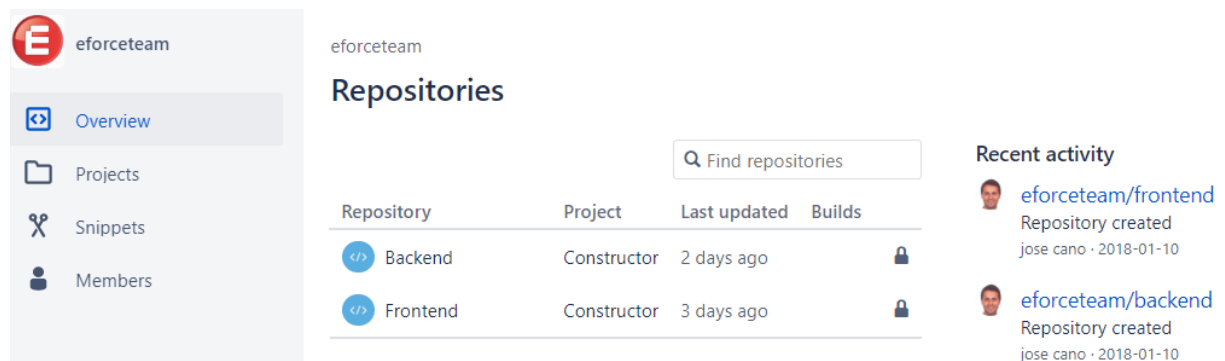 eforceteam
Overview
Projects
Snippets
Members
eforceteam
Repositories
Find repositories
Repository Project Last updated Builds
Backend Constructor 2 days ago
Frontend Constructor 3 days ago
Recent activity
eforceteam/frontend
Repository created
jose cano · 2018-01-10
eforceteam/backend
Repository created
jose cano · 2018-01-10